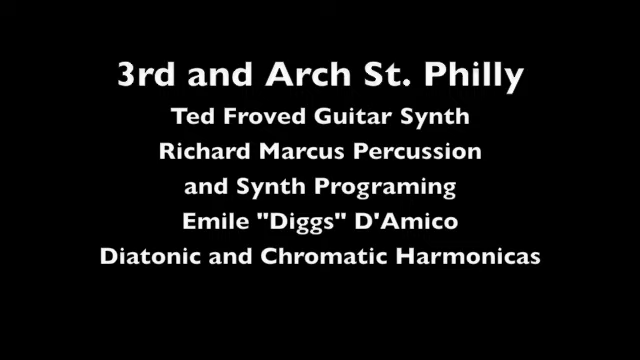 3rd and Arch St. Philly
Ted Froved Guitar Synth
Richard Marcus Percussion
and Synth Programing
Emile "Diggs" D'Amico
Diatonic and Chromatic Harmonicas